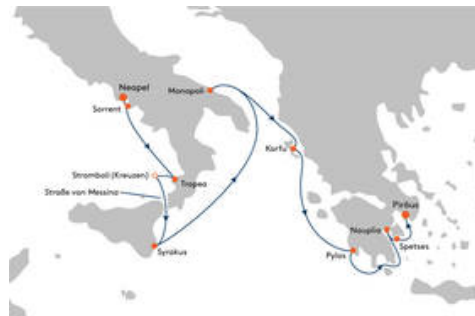 Neapel
Sorrent
Monopoli
Stromboli (Kreuzen)
Tropea
Straße von Messina
Syrakus
Korfu
Piräus
Nauplia
Spetses
Pylos